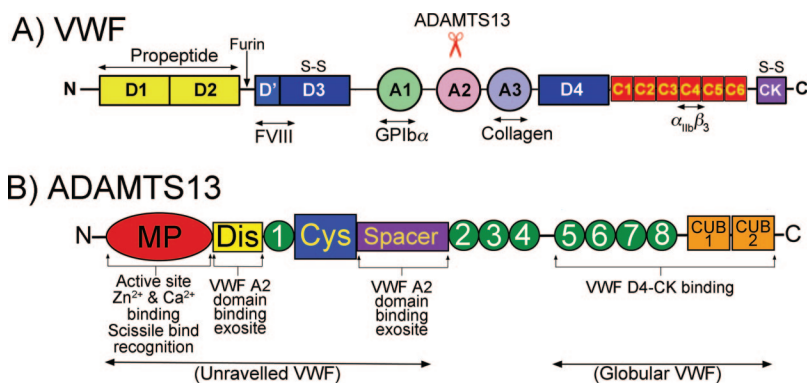 A) VWF
ADAMTS13
Propeptide
Furin
S-S
S-S
N
D1
D2
D'
D3
A1
A2
A3
D4
C1 C2 C3 C4 C5 C6
CK
C
FVIII
GPIbα
Collagen
αIIbβ3
B) ADAMTS13
N
MP
Dis
1
Cys
Spacer
2
3
4
5
6
7
8
CUB
1
CUB
2
C
Active site
Zn²⁺ & Ca²⁺
binding
Scissile bind
recognition
VWF A2
domain
binding
exosite
VWF A2
domain
binding
exosite
VWF D4-CK binding
(Unravelled VWF)
(Globular VWF)